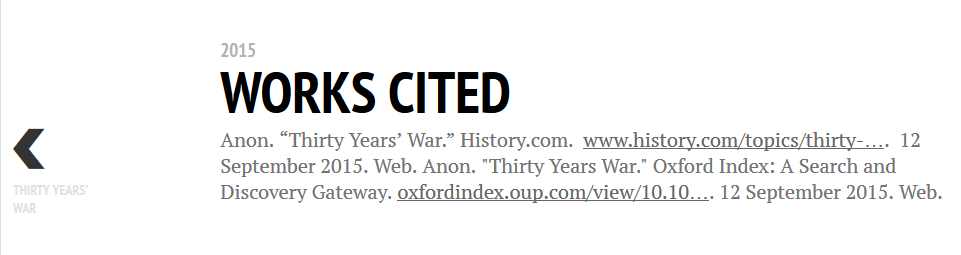 2015
WORKS CITED
Anon. “Thirty Years’ War.” History.com.  www.history.com/topics/thirty-….  12
September 2015. Web. Anon. "Thirty Years War." Oxford Index: A Search and
Discovery Gateway. oxfordindex.oup.com/view/10.10…. 12 September 2015. Web.
THIRTY YEARS'
WAR